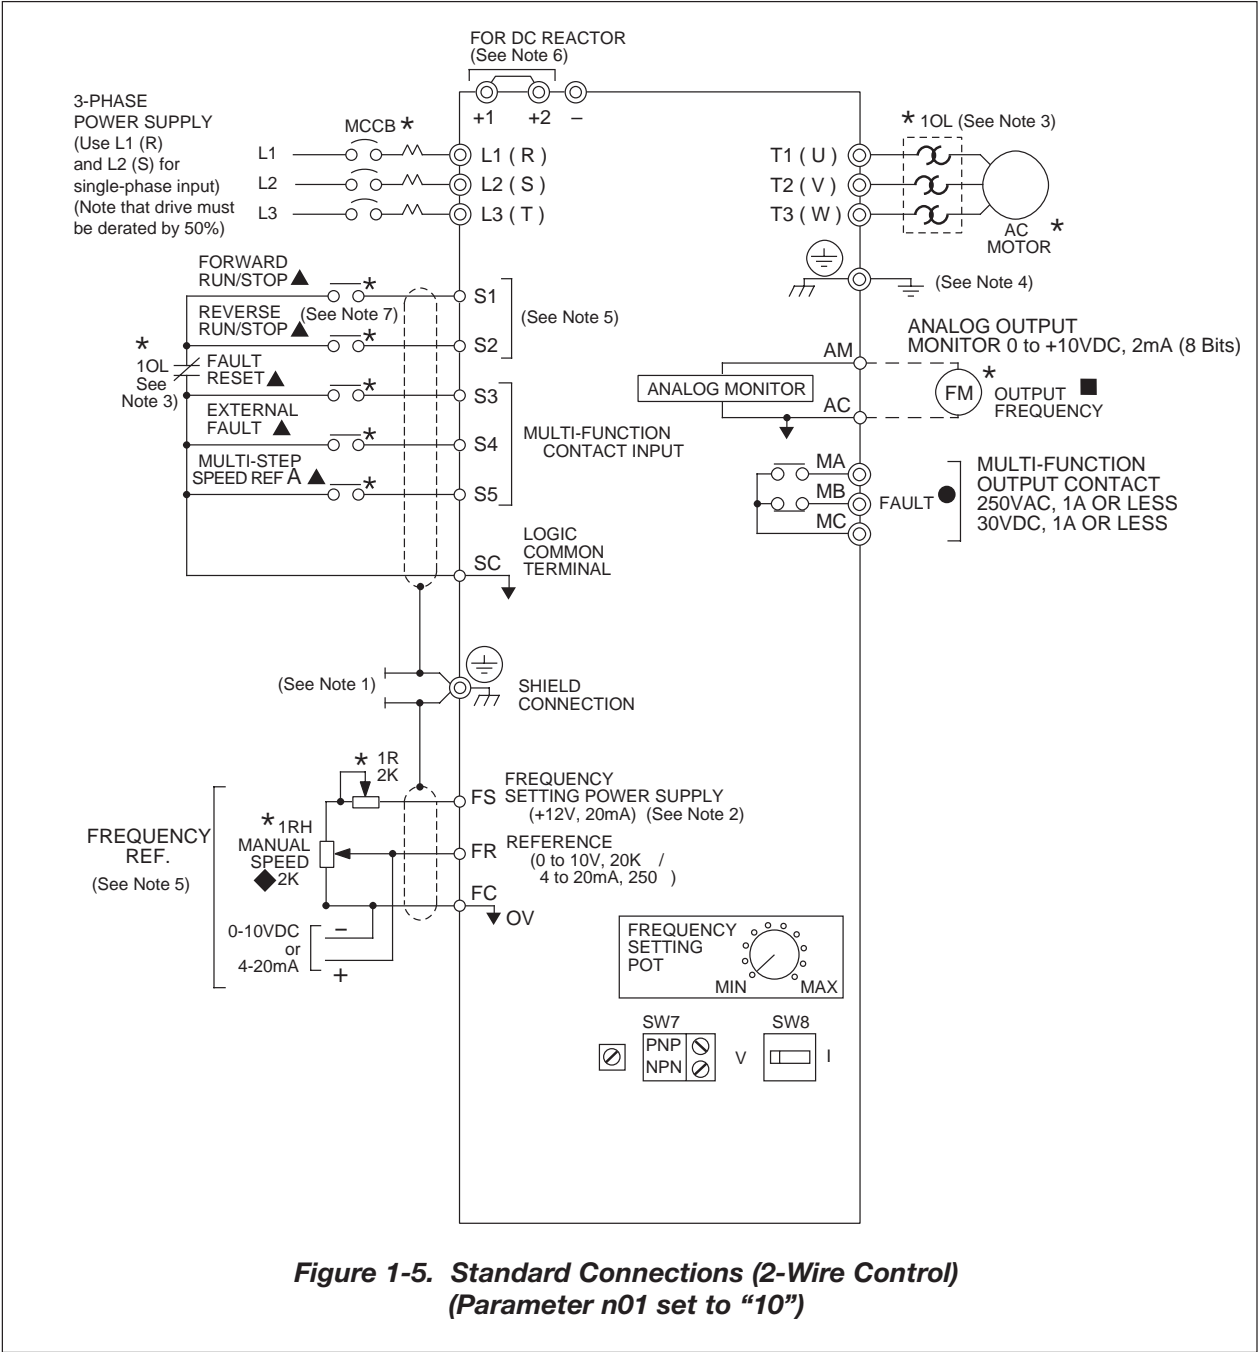 FOR DC REACTOR
(See Note 6)
+1 +2 –
3-PHASE
POWER SUPPLY
(Use L1 (R)
and L2 (S) for
single-phase input)
(Note that drive must
be derated by 50%)
MCCB *
L1
L2
L3
L1 ( R )
L2 ( S )
L3 ( T )
T1 ( U )
T2 ( V )
T3 ( W )
* 1OL (See Note 3)
AC
MOTOR *
(See Note 4)
FORWARD
RUN/STOP ▲
*
(See Note 7)
REVERSE
RUN/STOP ▲
*
*
1OL
See
Note 3)
FAULT
RESET ▲
*
EXTERNAL
FAULT ▲
*
MULTI-STEP
SPEED REF A ▲
*
S1
S2
(See Note 5)
S3
S4
S5
MULTI-FUNCTION
CONTACT INPUT
SC
LOGIC
COMMON
TERMINAL
ANALOG OUTPUT
MONITOR 0 to +10VDC, 2mA (8 Bits)
AM
ANALOG MONITOR
AC
FM
*
OUTPUT ■
FREQUENCY
MA
MB
MC
FAULT ●
MULTI-FUNCTION
OUTPUT CONTACT
250VAC, 1A OR LESS
30VDC, 1A OR LESS
(See Note 1)
SHIELD
CONNECTION
* 1R
2K
FS
FREQUENCY
SETTING POWER SUPPLY
(+12V, 20mA) (See Note 2)
FREQUENCY
REF.
(See Note 5)
* 1RH
MANUAL
SPEED
◆ 2K
FR
REFERENCE
(0 to 10V, 20K /
4 to 20mA, 250 )
FC
OV
0-10VDC
or
4-20mA
–
+
FREQUENCY
SETTING
POT
MIN MAX
SW7
PNP
NPN
SW8
V I
Figure 1-5. Standard Connections (2-Wire Control)
(Parameter n01 set to “10”)